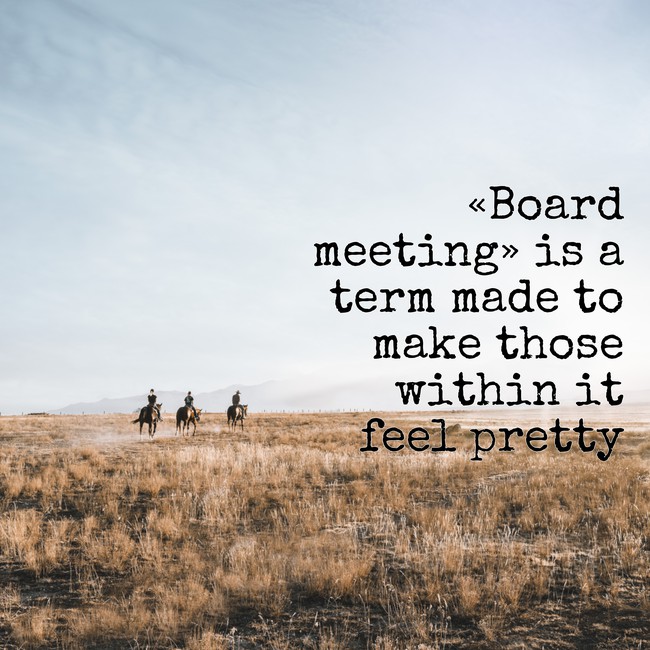 «Board
meeting» is a
term made to
make those
within it
feel pretty